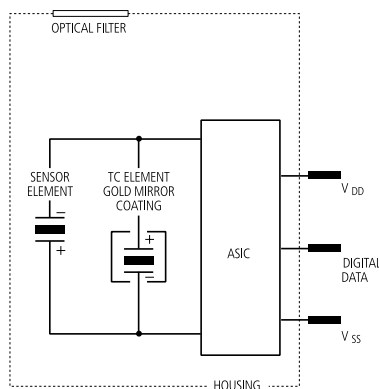 OPTICAL FILTER
SENSOR
ELEMENT
TC ELEMENT
GOLD MIRROR
COATING
−
+
+
−
ASIC
V DD
DIGITAL
DATA
V SS
HOUSING